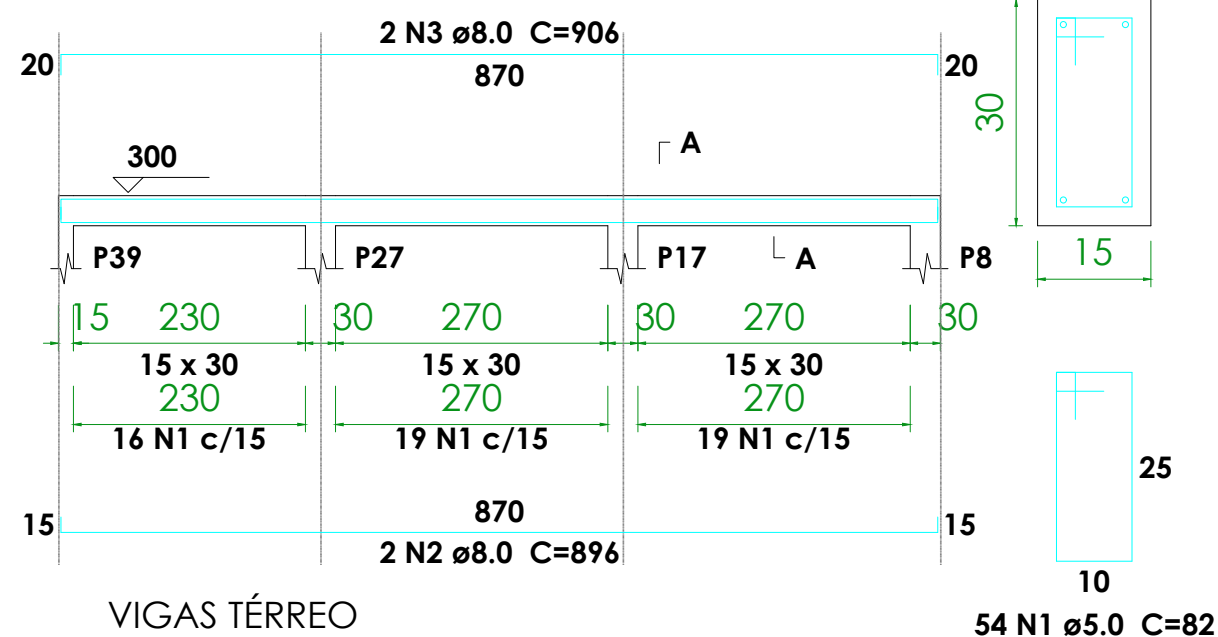 2 N3 ø8.0 C=906
20 870 20
30
300
A
P39 P27 P17 A P8
15
15 230 30 270 30 270 30
15 x 30 15 x 30 15 x 30
230 270 270
16 N1 c/15 19 N1 c/15 19 N1 c/15
25
15 870 15
2 N2 ø8.0 C=896
10
VIGAS TÉRREO
54 N1 ø5.0 C=82